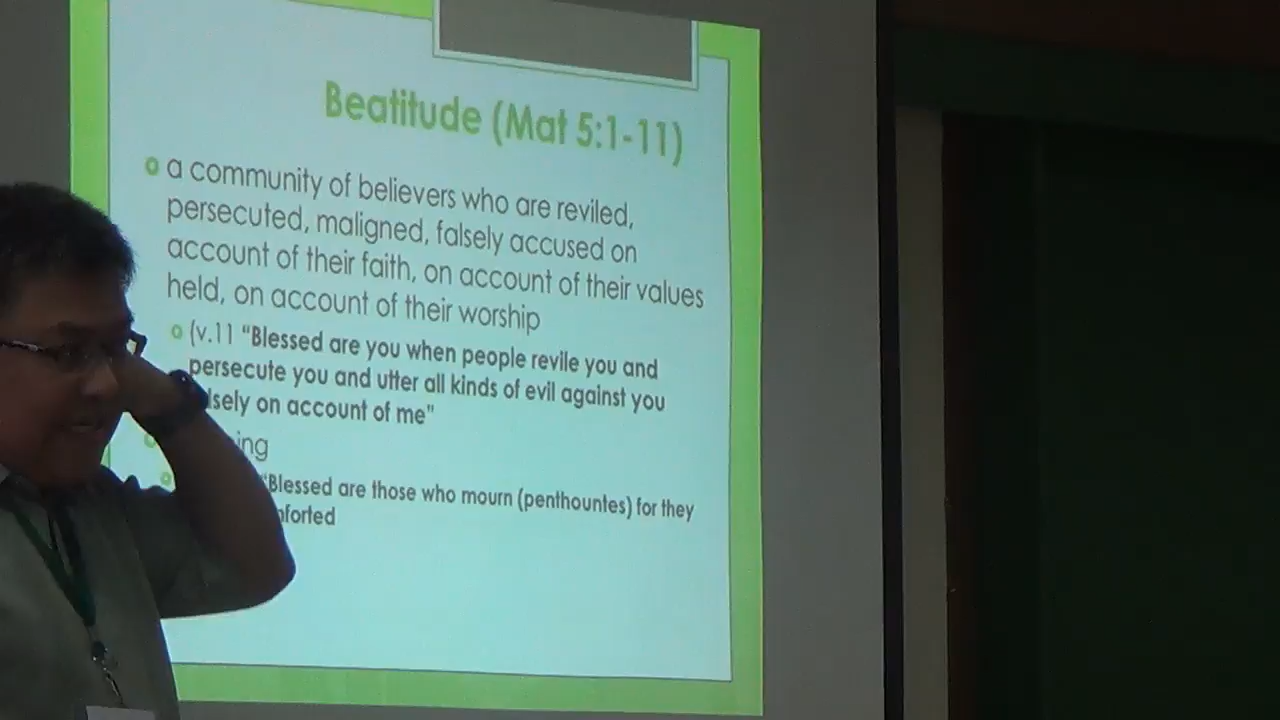 Beatitude (Mat 5:1-11)
a community of believers who are reviled,
persecuted, maligned, falsely accused on
account of their faith, on account of their values
held, on account of their worship
(v.11 “Blessed are you when people revile you and
persecute you and utter all kinds of evil against you
on account of me"
“Blessed are those who mourn (penthountes) for they